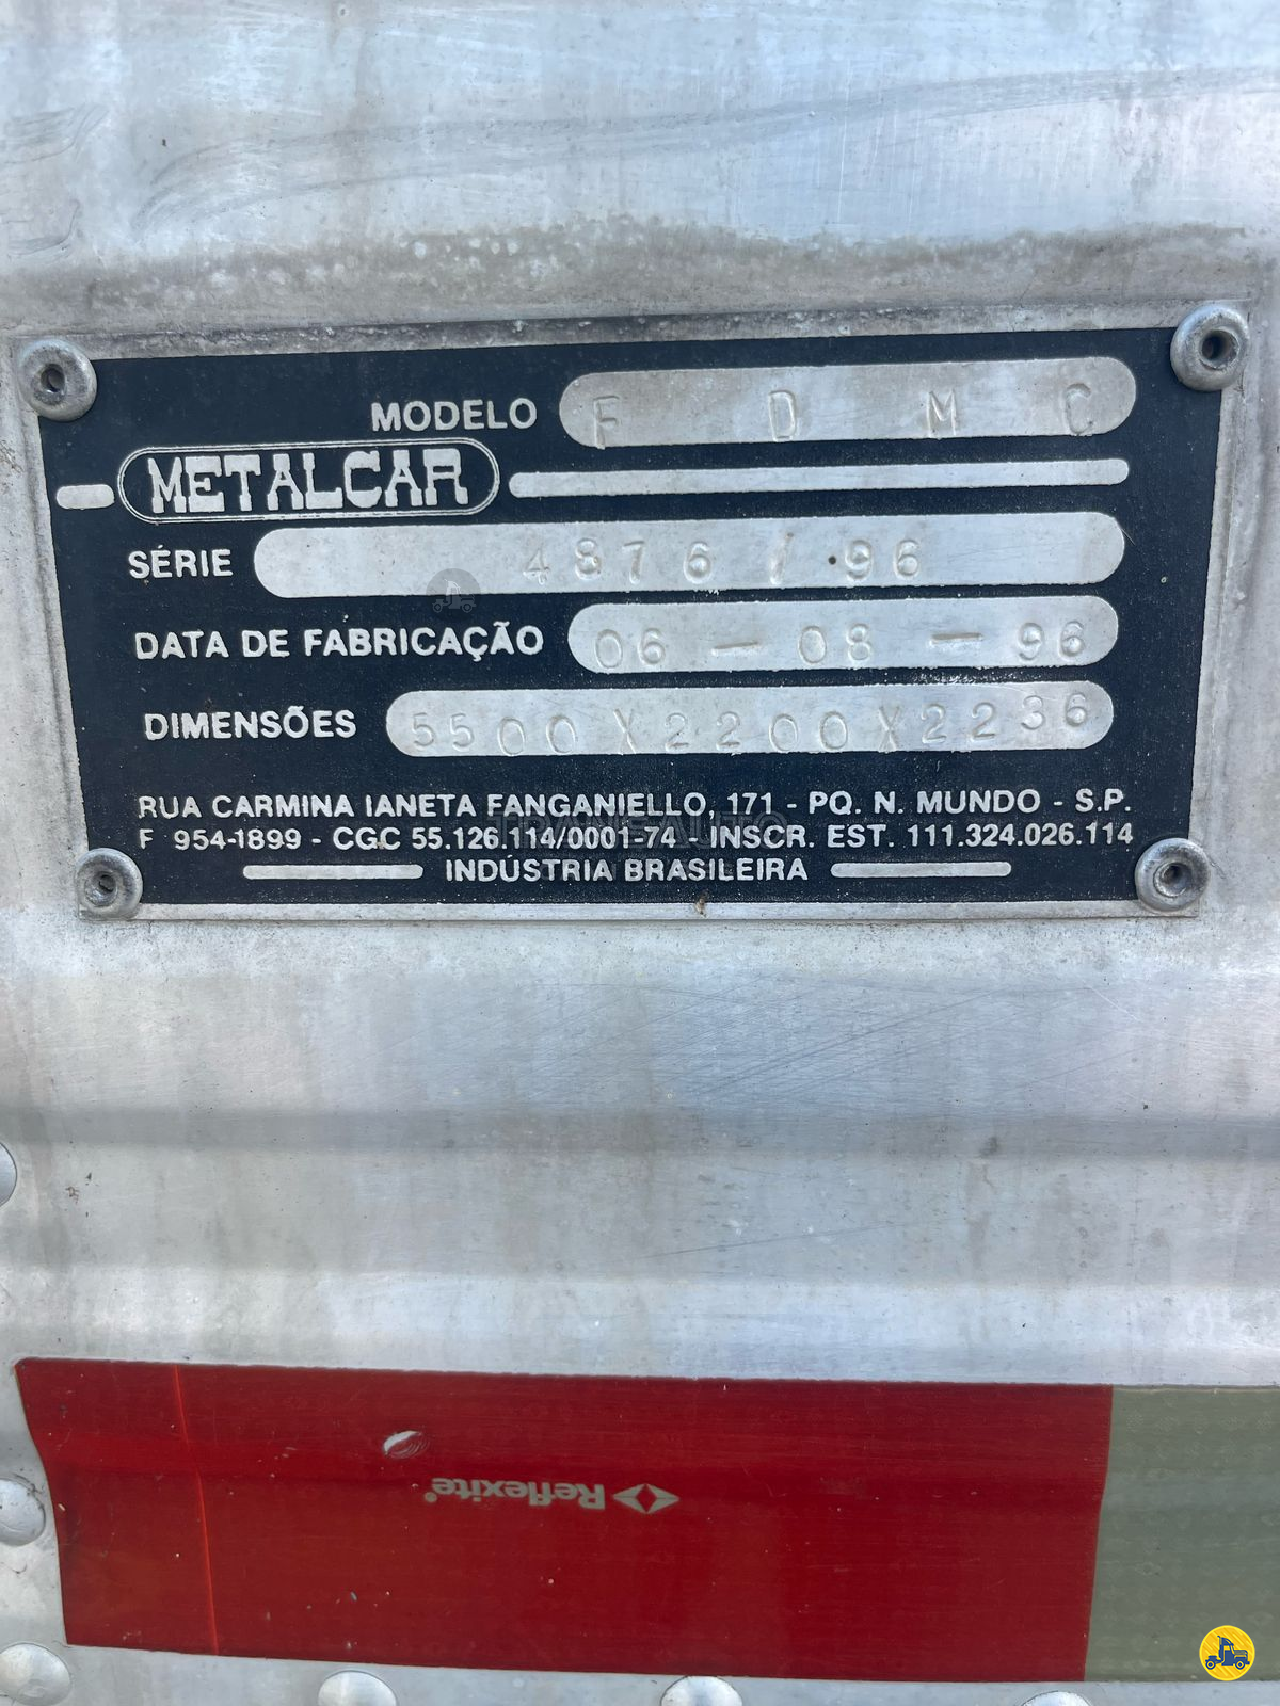 MODELO F D M C
METALCAR
SÉRIE 4876 / 96
DATA DE FABRICAÇÃO 06 - 08 - 96
DIMENSÕES 5500 X 2200 X 2236
RUA CARMINA IANETA FANGANIELLO, 171 - PQ. N. MUNDO - S.P.
F 954-1899 - CGC 55.126.114/0001-74 - INSCR. EST. 111.324.026.114
INDÚSTRIA BRASILEIRA
Reflexite